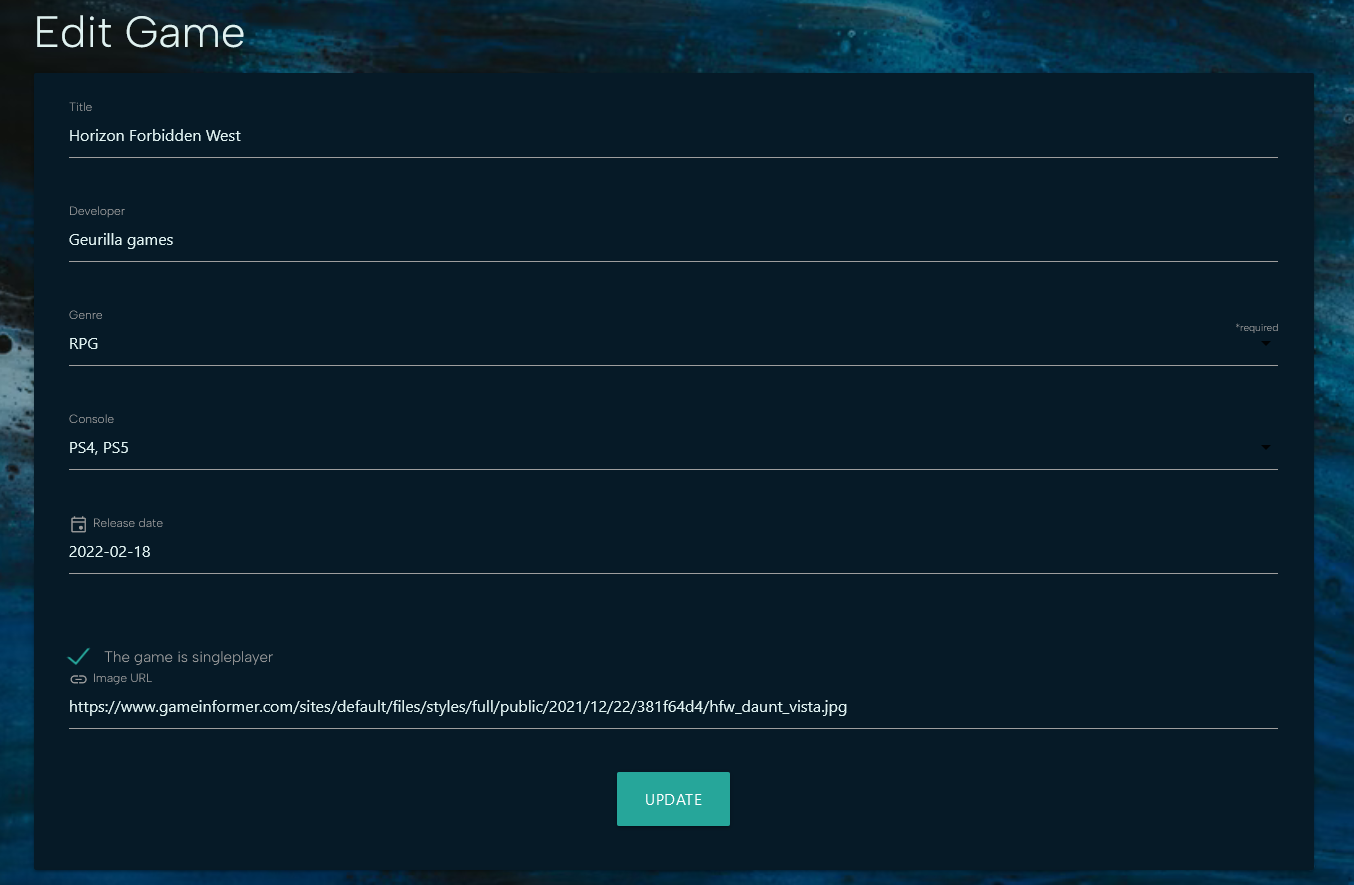 Edit Game
Title
Horizon Forbidden West
Developer
Geurilla games
Genre
*required
RPG
Console
PS4, PS5
Release date
2022-02-18
The game is singleplayer
Image URL
https://www.gameinformer.com/sites/default/files/styles/full/public/2021/12/22/381f64d4/hfw_daunt_vista.jpg
UPDATE